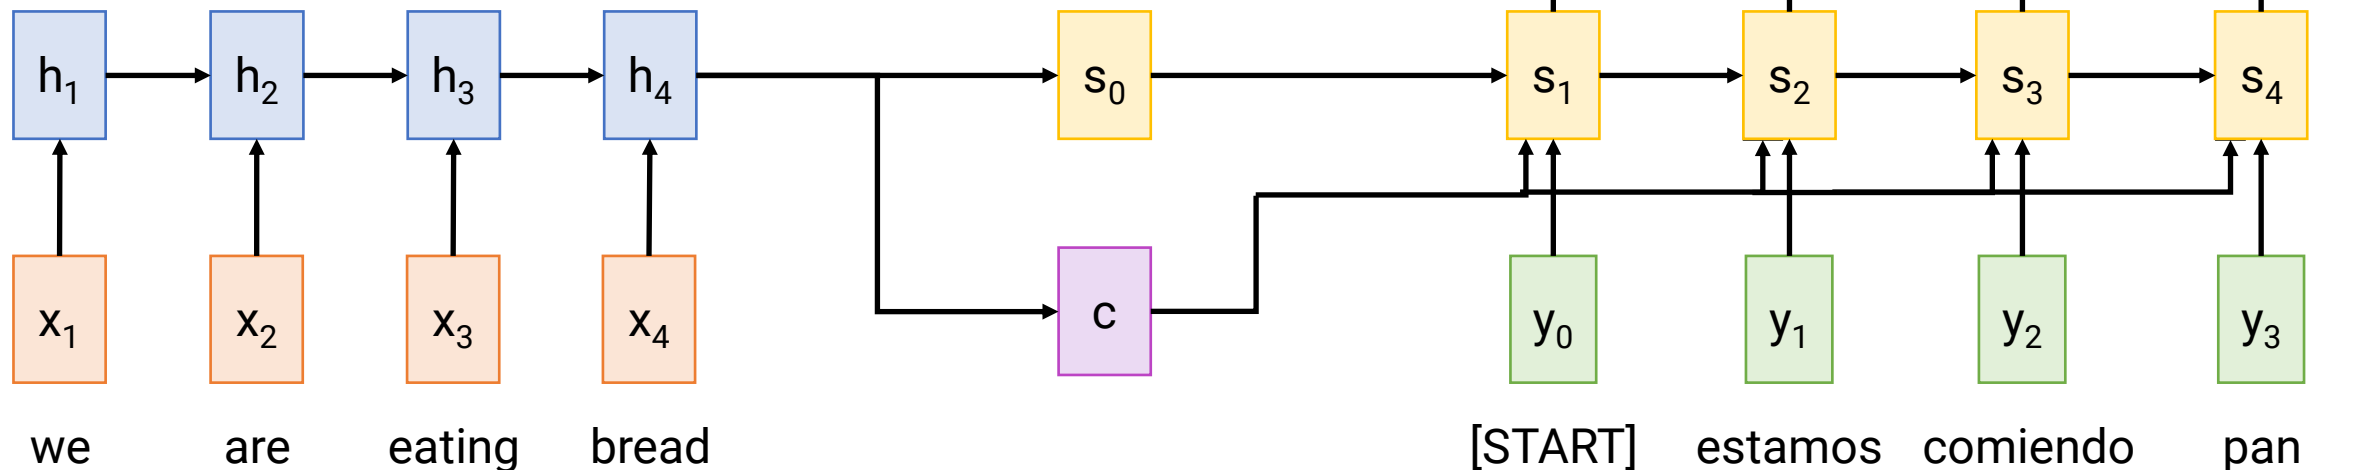 h₁ h₂ h₃ h₄ s₀ s₁ s₂ s₃ s₄
x₁ x₂ x₃ x₄ c y₀ y₁ y₂ y₃
we are eating bread [START] estamos comiendo pan